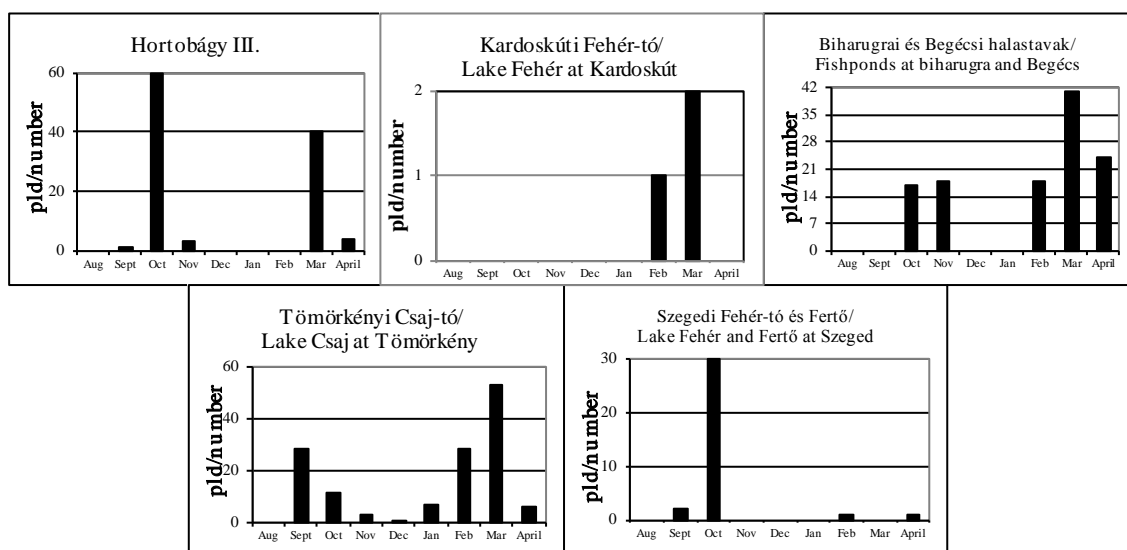 Hortobágy III.
pld/number
60
40
20
0
Aug Sept Oct Nov Dec Jan Feb Mar April
Kardoskúti Fehér-tó/
Lake Fehér at Kardoskút
pld/number
2
1
0
Aug Sept Oct Nov Dec Jan Feb Mar April
Biharugrai és Begécsi halastavak/
Fishponds at biharugra and Begécs
pld/number
42
35
28
21
14
7
0
Aug Sept Oct Nov Dec Jan Feb Mar April
Tömörkényi Csaj-tó/
Lake Csaj at Tömörkény
pld/number
60
40
20
0
Aug Sept Oct Nov Dec Jan Feb Mar April
Szegedi Fehér-tó és Fertő/
Lake Fehér and Fertő at Szeged
pld/number
30
20
10
0
Aug Sept Oct Nov Dec Jan Feb Mar April